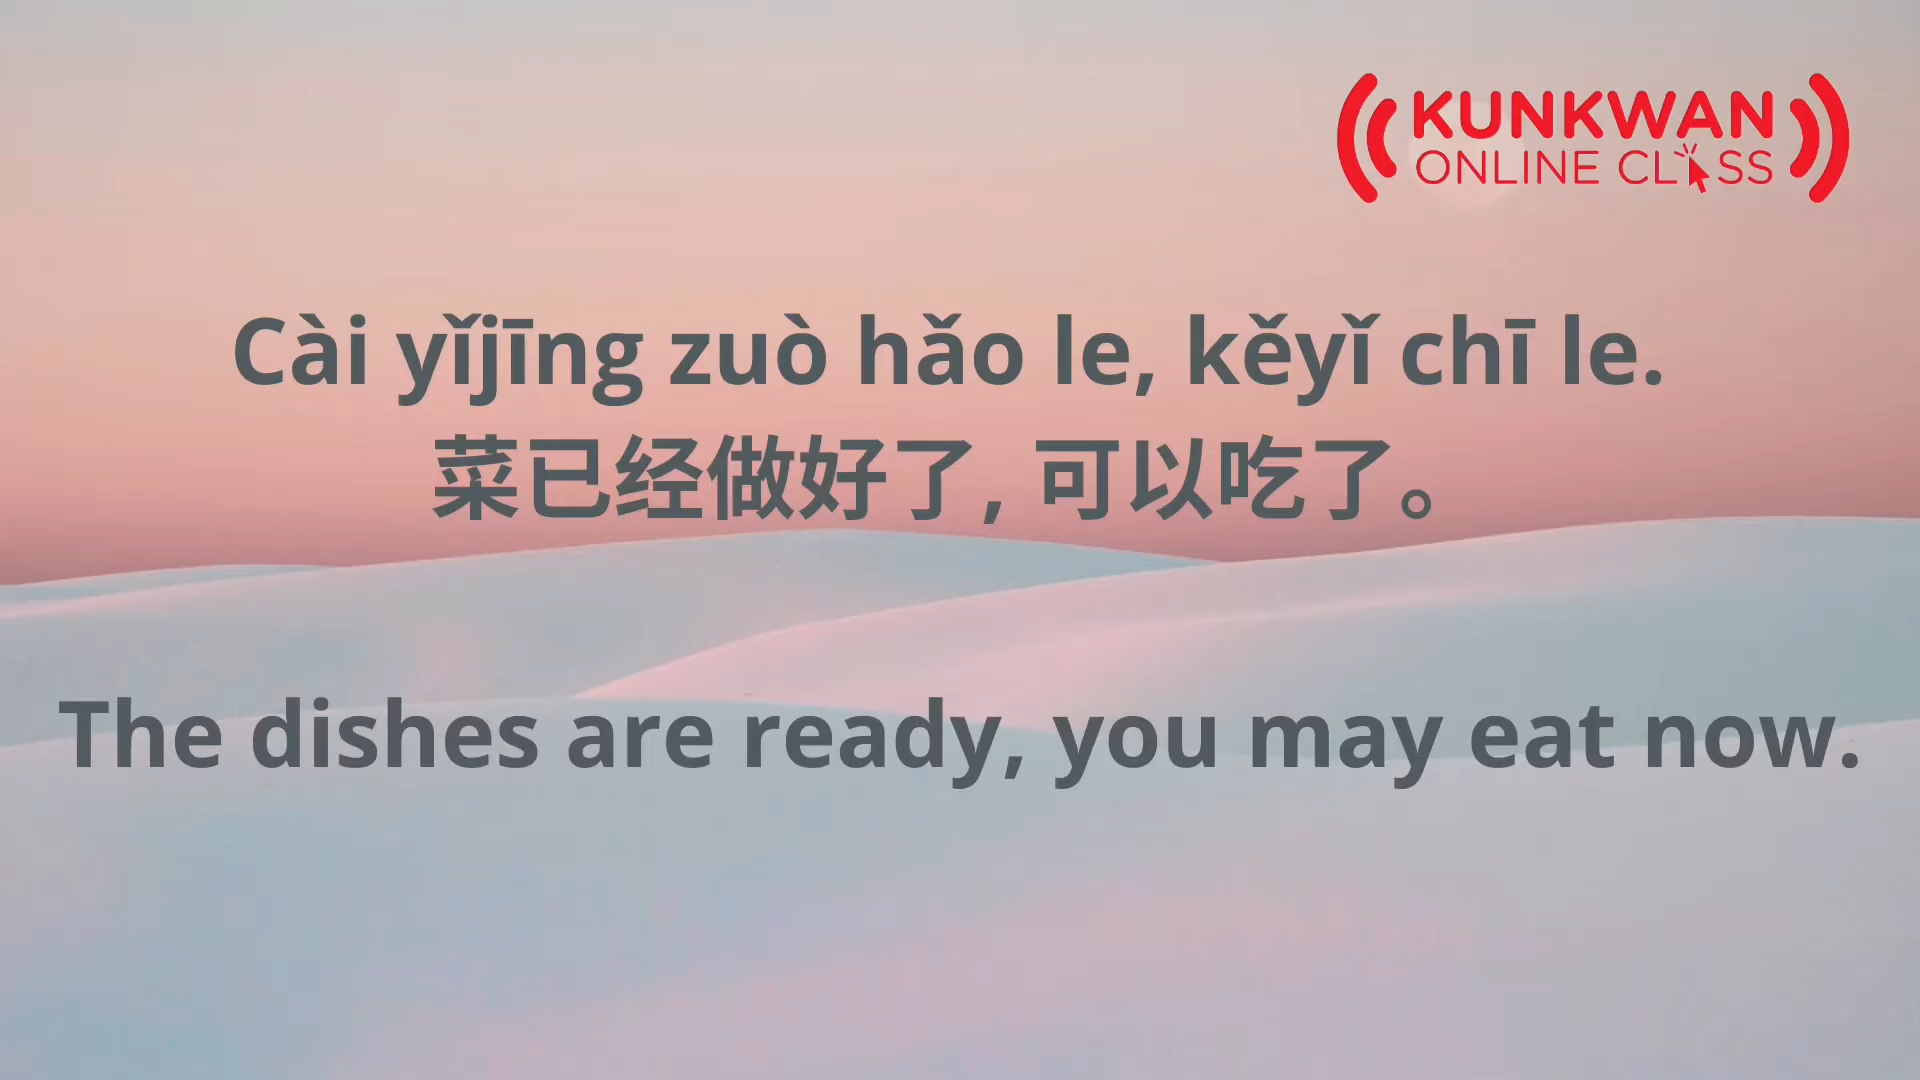 KUNKWAN
ONLINE CLASS
Cài yǐjīng zuò hǎo le, kěyǐ chī le.
菜已经做好了, 可以吃了。
The dishes are ready, you may eat now.